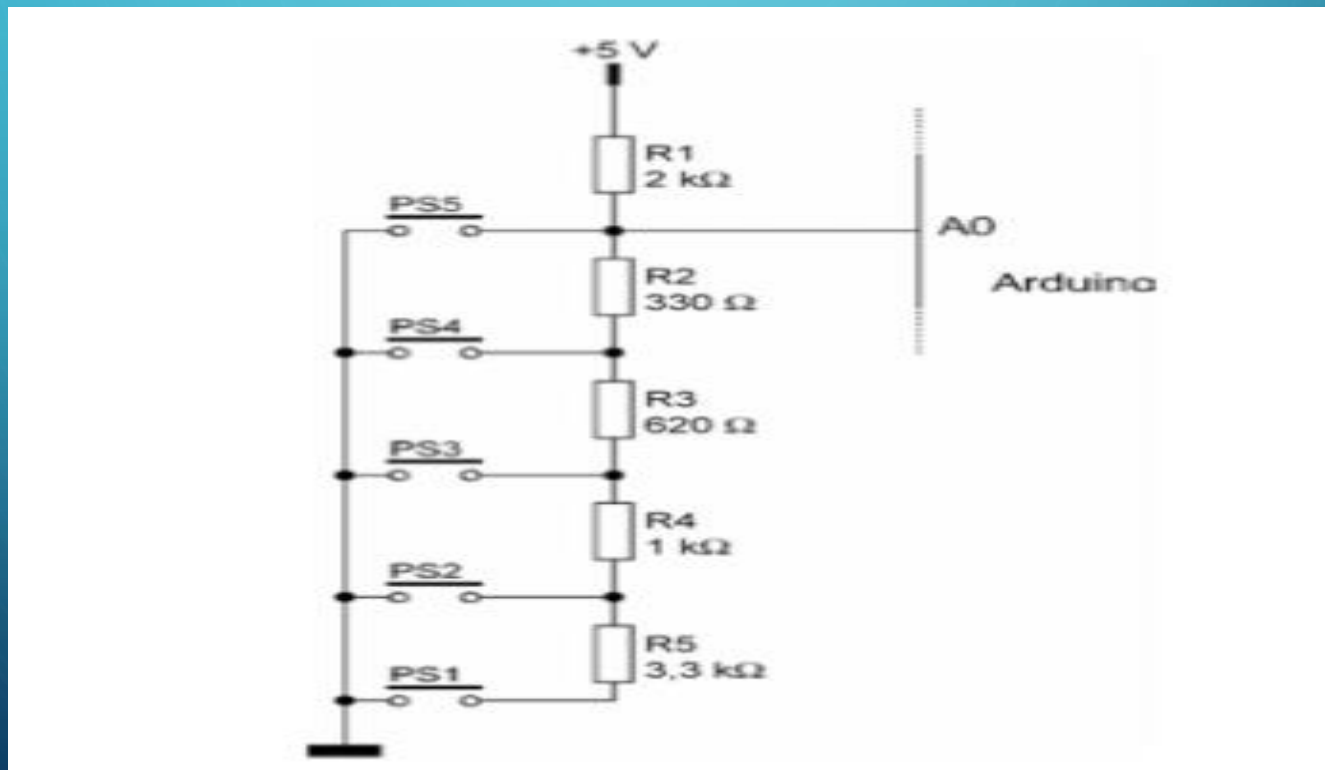 +5 V
R1
2 kΩ
PS5
A0
R2
330 Ω
Arduino
PS4
R3
620 Ω
PS3
R4
1 kΩ
PS2
R5
3,3 kΩ
PS1